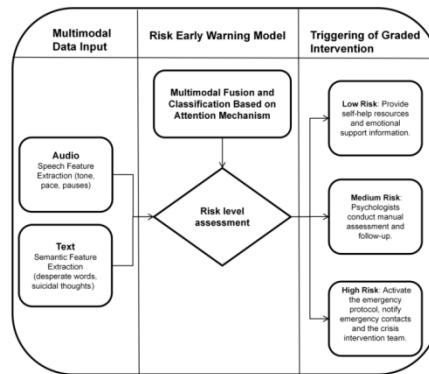 Multimodal
Data Input
Risk Early Warning Model
Triggering of Graded
Intervention
Multimodal Fusion and
Classification Based on
Attention Mechanism
Audio
Speech Feature
Extraction (tone,
pace, pauses)
Text
Semantic Feature
Extraction
(desperate words,
suicidal thoughts)
Risk level
assessment
Low Risk: Provide
self-help resources
and emotional
support information.
Medium Risk:
Psychologists
conduct manual
assessment and
follow-up.
High Risk: Activate
the emergency
protocol, notify
emergency contacts
and the crisis
intervention team.